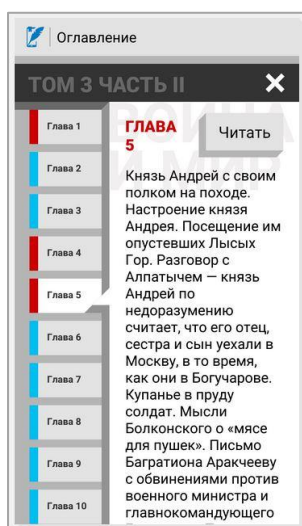 Оглавление
ТОМ 3 ЧАСТЬ II
ВОЙНА
И МИР
Глава 1
Глава 2
Глава 3
Глава 4
Глава 5
Глава 6
Глава 7
Глава 8
Глава 9
Глава 10
ГЛАВА
5
Читать
Князь Андрей с своим
полком на походе.
Настроение князя
Андрея. Посещение им
опустевших Лысых
Гор. Разговор с
Алпатычем — князь
Андрей по
недоразумению
считает, что его отец,
сестра и сын уехали в
Москву, в то время,
как они в Богучарове.
Купанье в пруду
солдат. Мысли
Болконского о «мясе
для пушек». Письмо
Багратиона Аракчееву
с обвинениями против
военного министра и
главнокомандующего